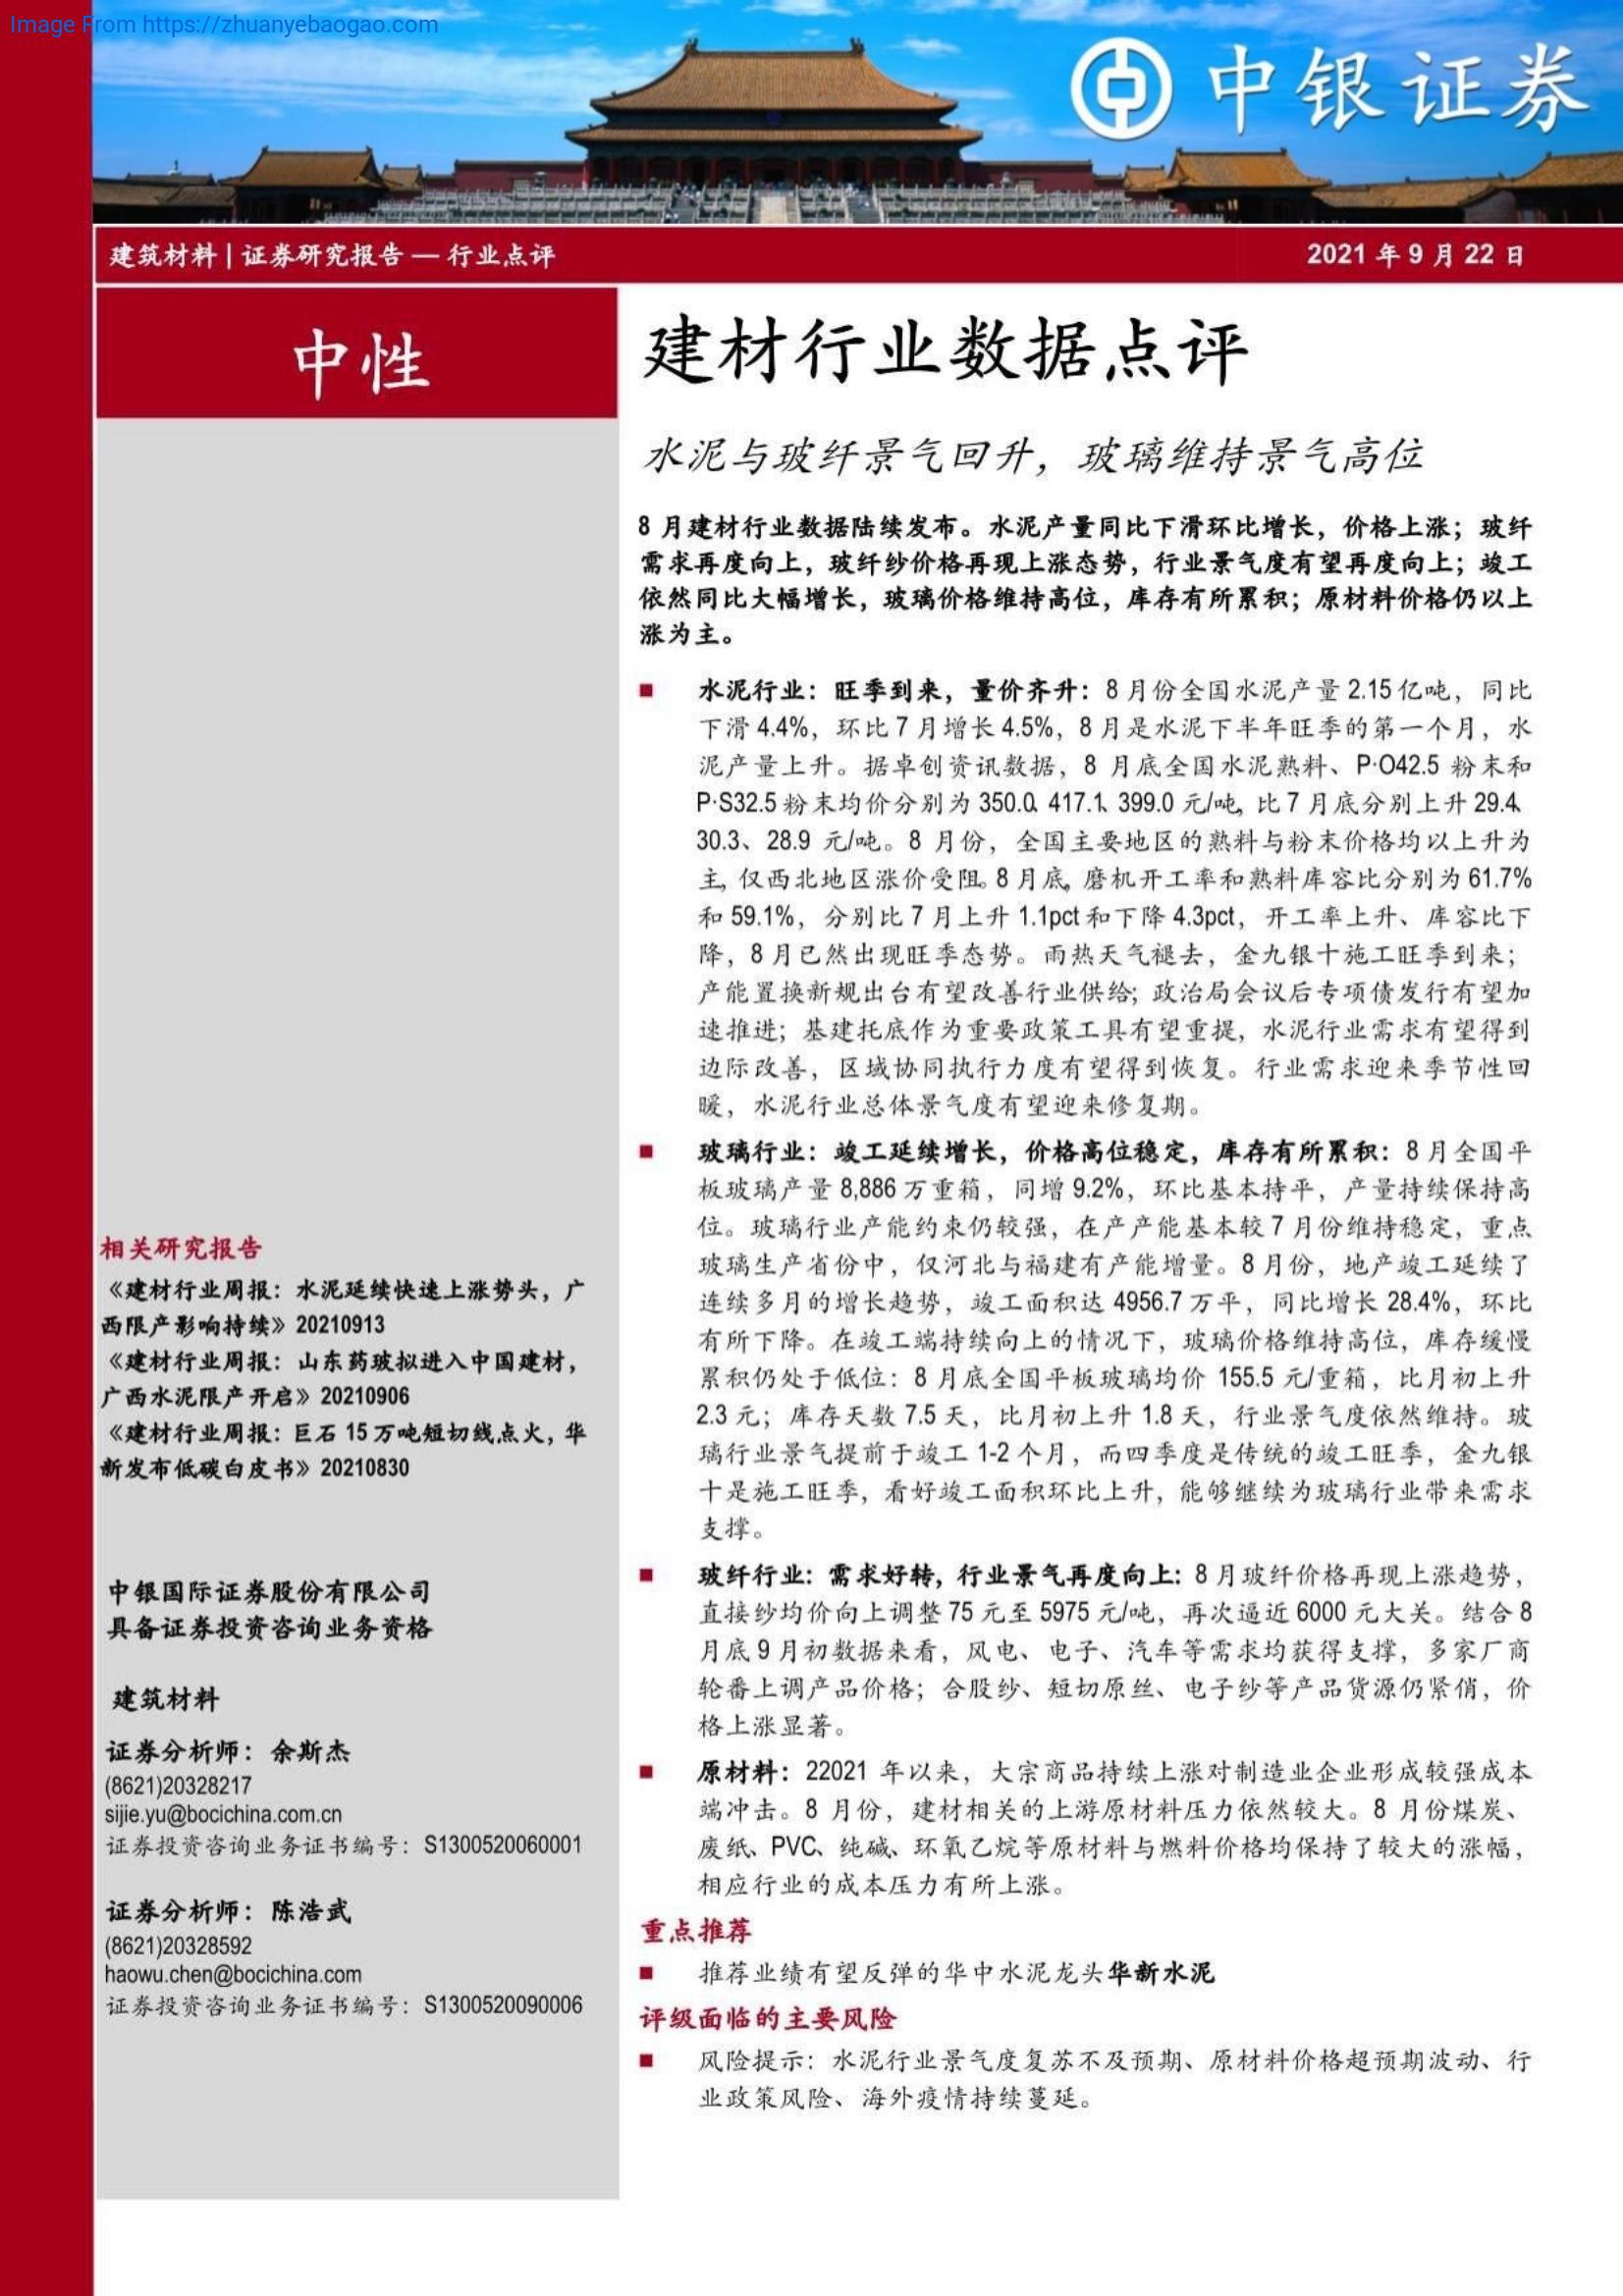 Image From https://zhuanyebaogao.com
中银证券
建筑材料 | 证券研究报告 — 行业点评
2021 年 9 月 22 日
中性
建材行业数据点评
水泥与玻纤景气回升，玻璃维持景气高位
8 月建材行业数据陆续发布。水泥产量同比下滑环比增长，价格上涨；玻纤
需求再度向上，玻纤纱价格再现上涨态势，行业景气度有望再度向上；竣工
依然同比大幅增长，玻璃价格维持高位，库存有所累积；原材料价格仍以上
涨为主。
■ 水泥行业：旺季到来，量价齐升：8 月份全国水泥产量 2.15 亿吨，同比
下滑 4.4%，环比 7 月增长 4.5%，8 月是水泥下半年旺季的第一个月，水
泥产量上升。据卓创资讯数据，8 月底全国水泥熟料、P·O42.5 粉末和
P·S32.5 粉末均价分别为 350.0、417.1、399.0 元/吨，比 7 月底分别上升 29.4、
30.3、28.9 元/吨。8 月份，全国主要地区的熟料与粉末价格均以上升为
主，仅西北地区涨价受阻。8 月底，磨机开工率和熟料库容比分别为 61.7%
和 59.1%，分别比 7 月上升 1.1pct 和下降 4.3pct，开工率上升、库容比下
降，8 月已然出现旺季态势。雨热天气褪去，金九银十施工旺季到来；
产能置换新规出台有望改善行业供给；政治局会议后专项债发行有望加
速推进；基建托底作为重要政策工具有望重提，水泥行业需求有望得到
边际改善，区域协同执行力度有望得到恢复。行业需求迎来季节性回
暖，水泥行业总体景气度有望迎来修复期。
■ 玻璃行业：竣工延续增长，价格高位稳定，库存有所累积：8 月全国平
板玻璃产量 8,886 万重箱，同增 9.2%，环比基本持平，产量持续保持高
位。玻璃行业产能约束仍较强，在产产能基本较 7 月份维持稳定，重点
玻璃生产省份中，仅河北与福建有产能增量。8 月份，地产竣工延续了
连续多月的增长趋势，竣工面积达 4956.7 万平，同比增长 28.4%，环比
有所下降。在竣工端持续向上的情况下，玻璃价格维持高位，库存缓慢
累积仍处于低位：8 月底全国平板玻璃均价 155.5 元/重箱，比月初上升
2.3 元；库存天数 7.5 天，比月初上升 1.8 天，行业景气度依然维持。玻
璃行业景气提前于竣工 1-2 个月，而四季度是传统的竣工旺季，金九银
十是施工旺季，看好竣工面积环比上升，能够继续为玻璃行业带来需求
支撑。
■ 玻纤行业：需求好转，行业景气再度向上：8 月玻纤价格再现上涨趋势，
直接纱均价向上调整 75 元至 5975 元/吨，再次逼近 6000 元大关。结合 8
月底 9 月初数据来看，风电、电子、汽车等需求均获得支撑，多家厂商
轮番上调产品价格；合股纱、短切原丝、电子纱等产品货源仍紧俏，价
格上涨显著。
■ 原材料：22021 年以来，大宗商品持续上涨对制造业企业形成较强成本
端冲击。8 月份，建材相关的上游原材料压力依然较大。8 月份煤炭、
废纸、PVC、纯碱、环氧乙烷等原材料与燃料价格均保持了较大的涨幅，
相应行业的成本压力有所上涨。
重点推荐
■ 推荐业绩有望反弹的华中水泥龙头华新水泥
评级面临的主要风险
■ 风险提示：水泥行业景气度复苏不及预期、原材料价格超预期波动、行
业政策风险、海外疫情持续蔓延。
相关研究报告
《建材行业周报：水泥延续快速上涨势头，广
西限产影响持续》20210913
《建材行业周报：山东药玻拟进入中国建材，
广西水泥限产开启》20210906
《建材行业周报：巨石 15 万吨短切线点火，华
新发布低碳白皮书》20210830
中银国际证券股份有限公司
具备证券投资咨询业务资格
建筑材料
证券分析师：余斯杰
(8621)20328217
sijie.yu@bocichina.com.cn
证券投资咨询业务证书编号：S1300520060001
证券分析师：陈浩武
(8621)20328592
haowu.chen@bocichina.com
证券投资咨询业务证书编号：S1300520090006